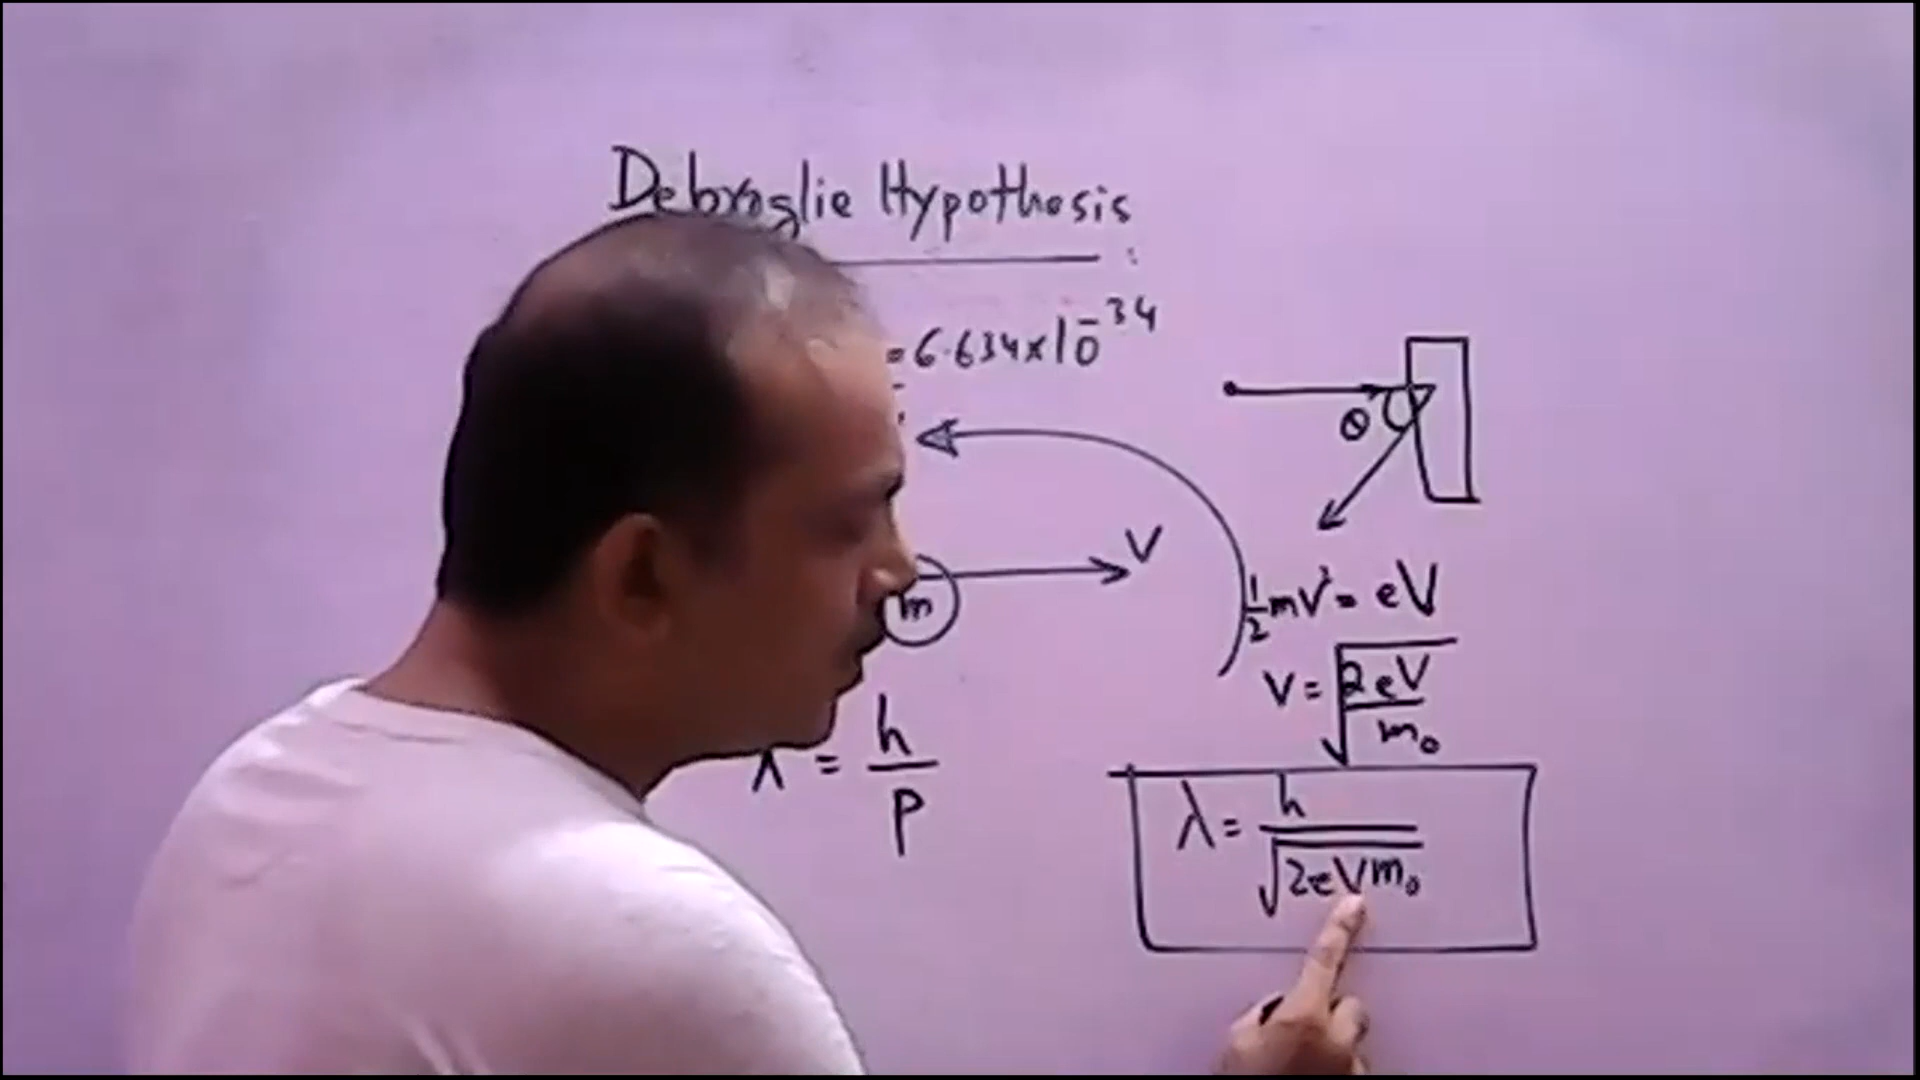 Debroglie Hypothesis
= 6.634 x 10⁻³⁴
θ
V
m
½mV² = eV
V = √(2eV/m₀)
λ = h/p
λ = h/√(2eVm₀)